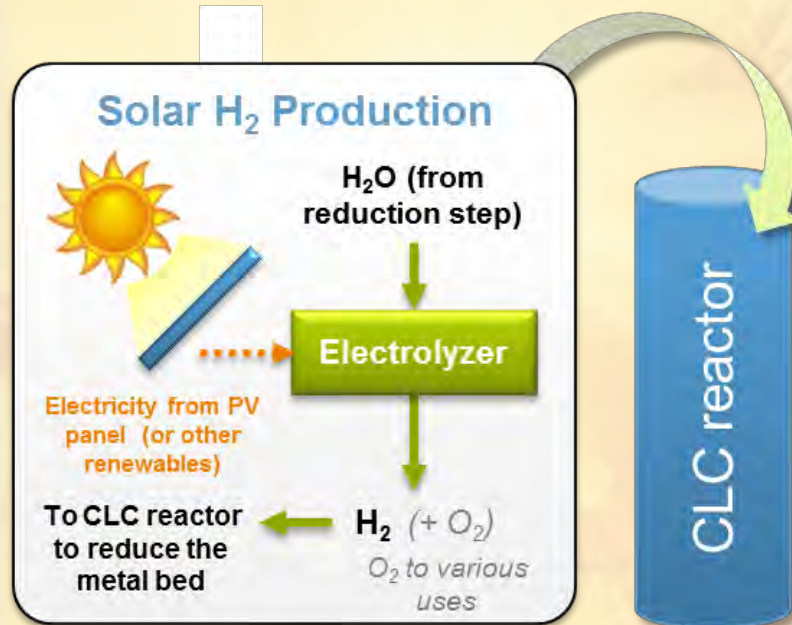 Solar H₂ Production
H₂O (from
reduction step)
Electrolyzer
Electricity from PV
panel (or other
renewables)
To CLC reactor
to reduce the
metal bed
H₂ (+ O₂)
O₂ to various
uses
CLC reactor